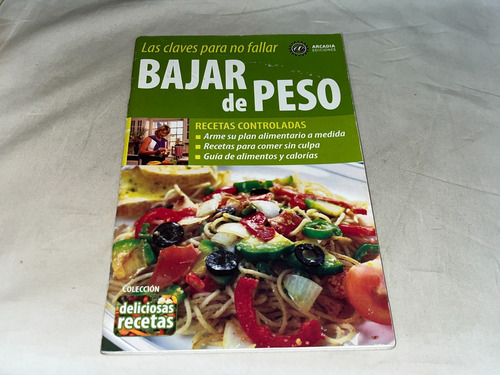 Las claves para no fallar
ARCADIA
EDICIONES
BAJAR
de PESO
RECETAS CONTROLADAS
Arme su plan alimentario a medida
Recetas para comer sin culpa
Guía de alimentos y calorías
COLECCIÓN
deliciosas
recetas